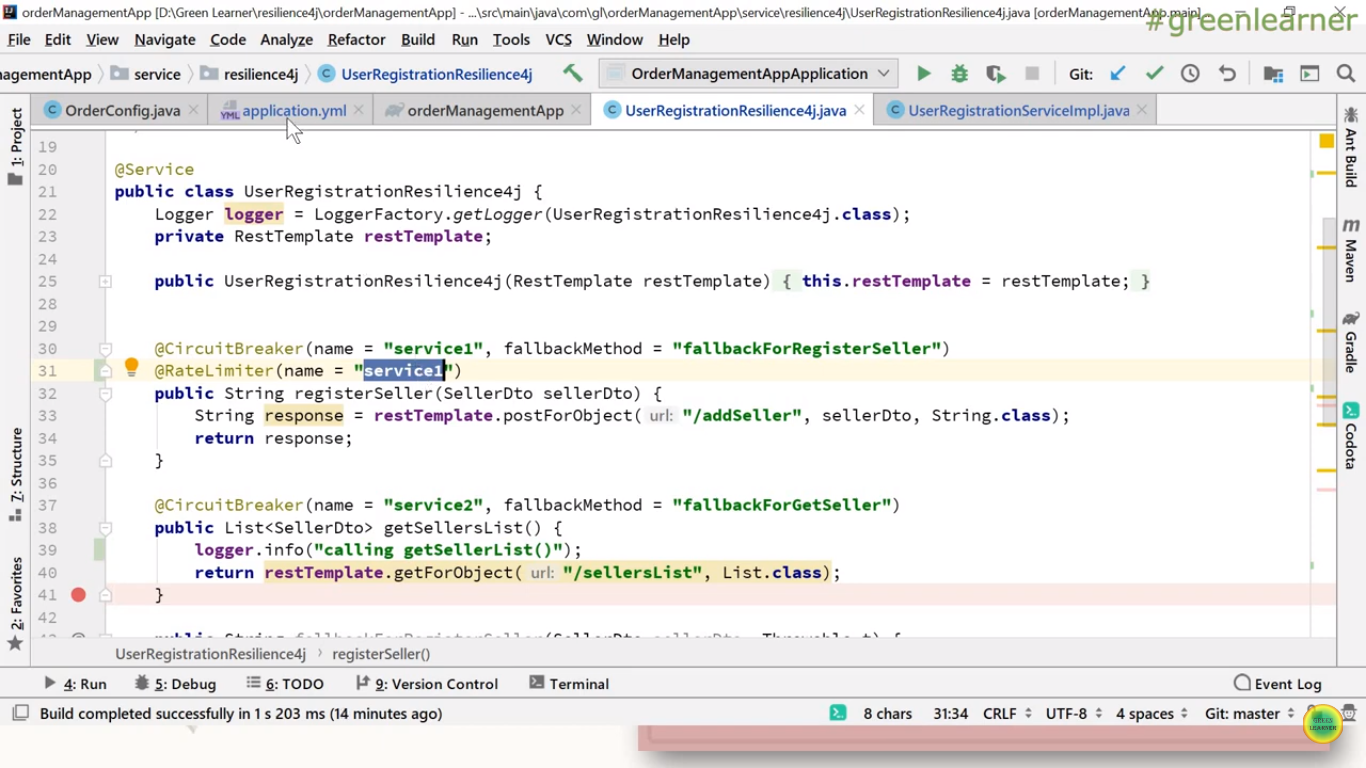 orderManagementApp [D:\Green Learner\resilience4j\orderManagementApp] - ...\src\main\java\com\gl\orderManagementApp\service\resilience4j\UserRegistrationResilience4j.java [orderManagementApp.main]
#greenlearner
File Edit View Navigate Code Analyze Refactor Build Run Tools VCS Window Help
nagementApp service resilience4j UserRegistrationResilience4j OrderManagementAppApplication Git:
OrderConfig.java application.yml orderManagementApp UserRegistrationResilience4j.java UserRegistrationServiceImpl.java
19
20 @Service
21 public class UserRegistrationResilience4j {
22 Logger logger = LoggerFactory.getLogger(UserRegistrationResilience4j.class);
23 private RestTemplate restTemplate;
24
25 public UserRegistrationResilience4j(RestTemplate restTemplate) { this.restTemplate = restTemplate; }
28
29
30 @CircuitBreaker(name = "service1", fallbackMethod = "fallbackForRegisterSeller")
31 @RateLimiter(name = "service1")
32 public String registerSeller(SellerDto sellerDto) {
33 String response = restTemplate.postForObject( url: "/addSeller", sellerDto, String.class);
34 return response;
35 }
36
37 @CircuitBreaker(name = "service2", fallbackMethod = "fallbackForGetSeller")
38 public List<SellerDto> getSellersList() {
39 logger.info("calling getSellerList()");
40 return restTemplate.getForObject( url: "/sellersList", List.class);
41 }
42
public String fallbackForRegisterSeller(SellerDto sellerDto, Throwable t) {
UserRegistrationResilience4j › registerSeller()
1: Project
7: Structure
2: Favorites
Ant Build
Maven
Gradle
Codota
4: Run 5: Debug 6: TODO 9: Version Control Terminal Event Log
Build completed successfully in 1 s 203 ms (14 minutes ago) 8 chars 31:34 CRLF UTF-8 4 spaces Git: master
GREEN
LEARNER